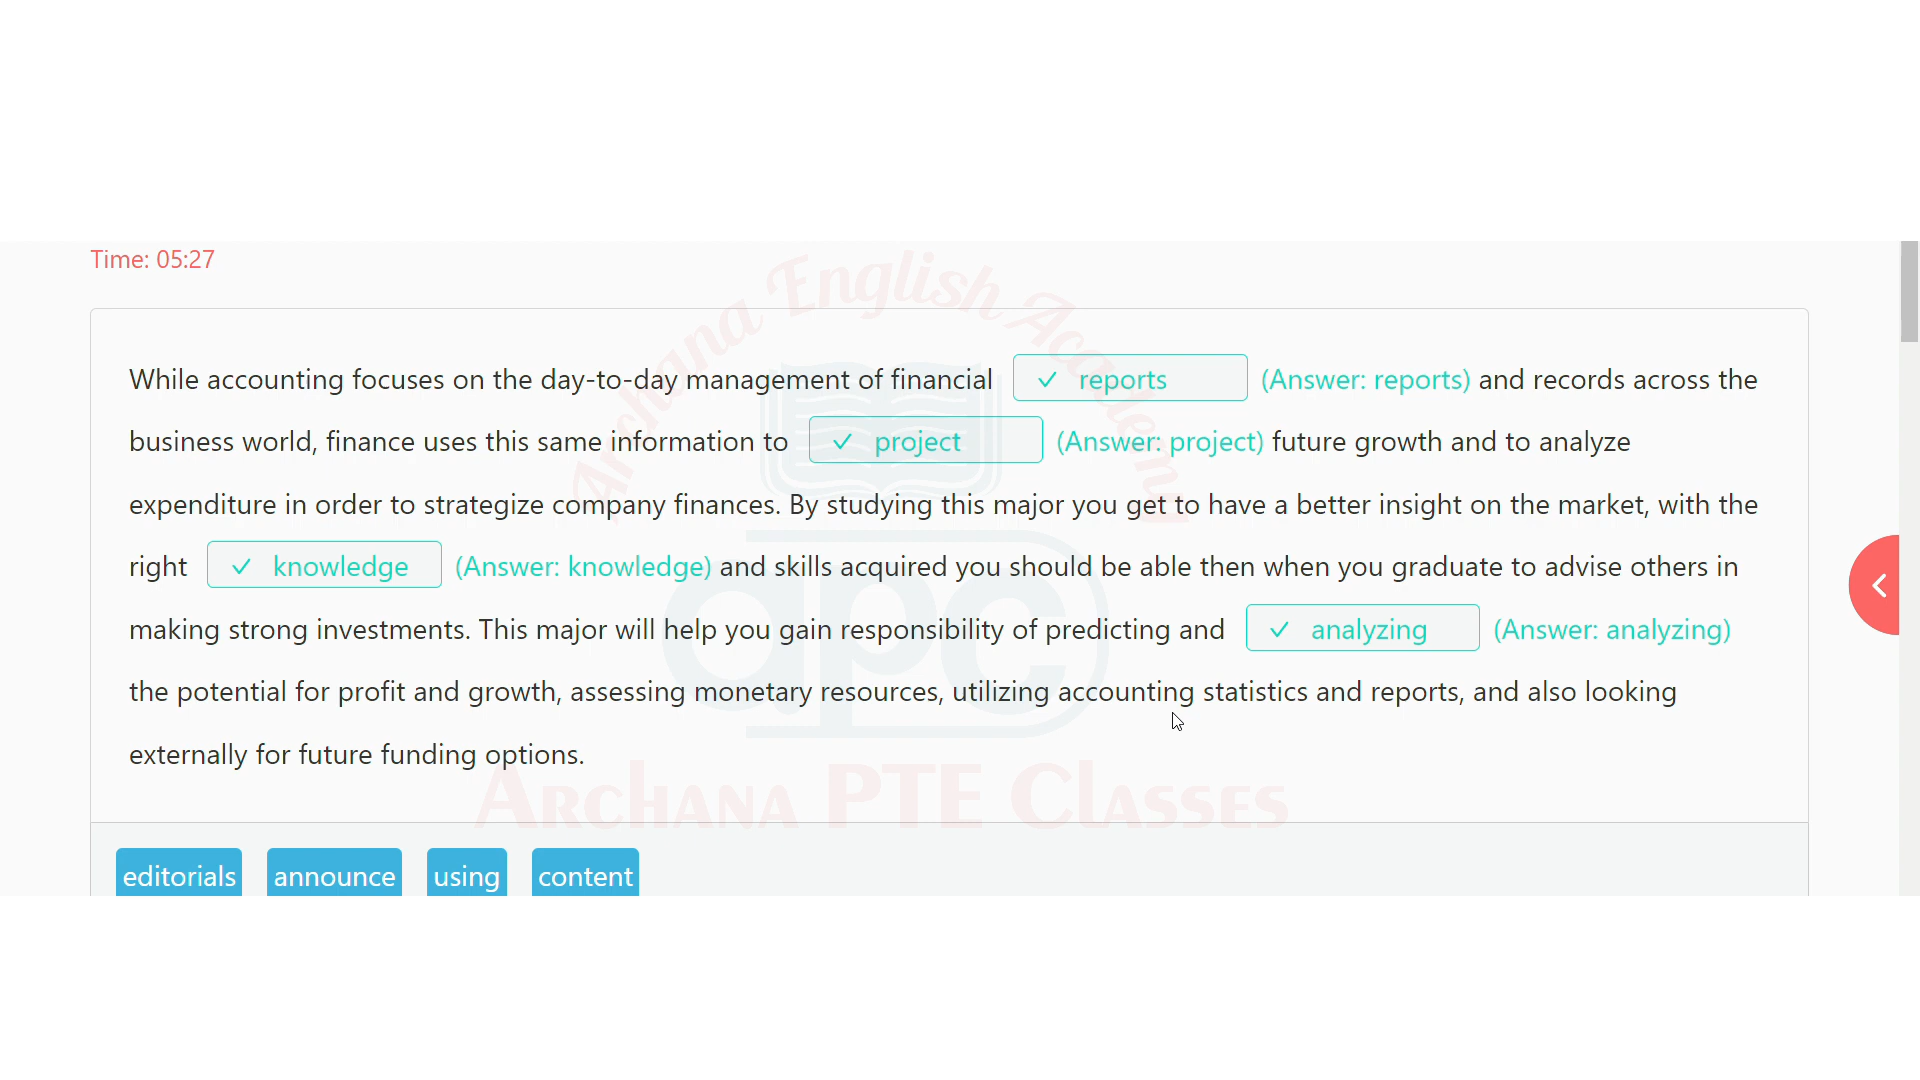 Time: 05:27
Archana English Academy
While accounting focuses on the day-to-day management of financial ✓ reports (Answer: reports) and records across the
business world, finance uses this same information to ✓ project (Answer: project) future growth and to analyze
expenditure in order to strategize company finances. By studying this major you get to have a better insight on the market, with the
right ✓ knowledge (Answer: knowledge) and skills acquired you should be able then when you graduate to advise others in
making strong investments. This major will help you gain responsibility of predicting and ✓ analyzing (Answer: analyzing)
the potential for profit and growth, assessing monetary resources, utilizing accounting statistics and reports, and also looking
externally for future funding options.
apc
Archana PTE Classes
editorials announce using content